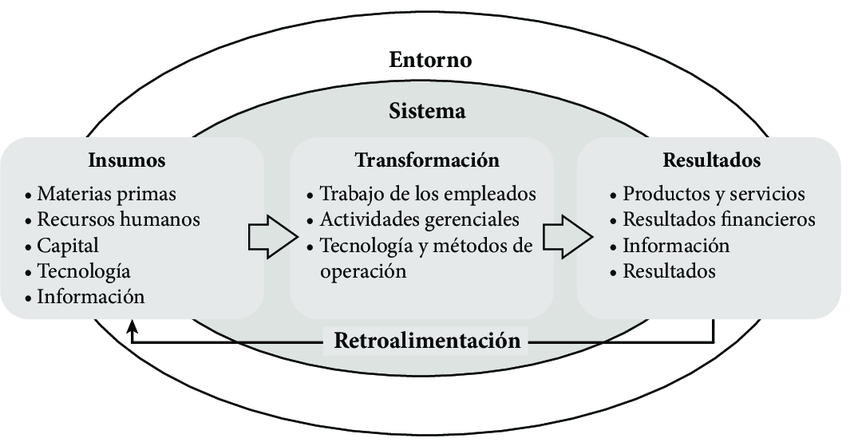 Entorno
Sistema
Insumos
• Materias primas
• Recursos humanos
• Capital
• Tecnología
• Información
Transformación
• Trabajo de los empleados
• Actividades gerenciales
• Tecnología y métodos de
operación
Resultados
• Productos y servicios
• Resultados financieros
• Información
• Resultados
Retroalimentación